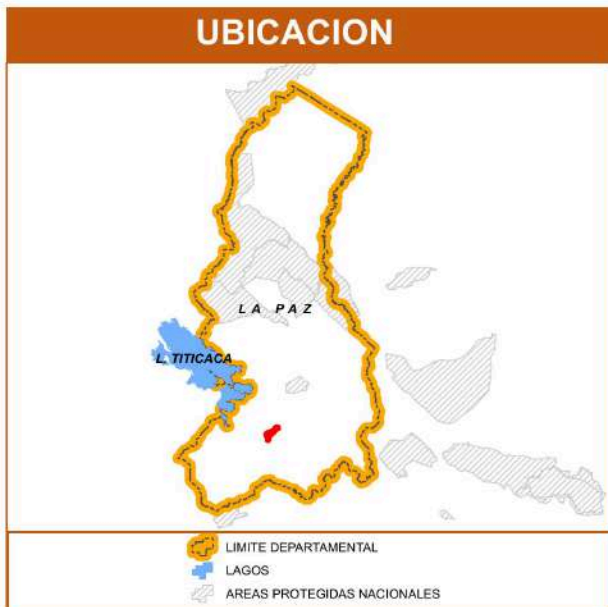 UBICACION
LA PAZ
L. TITICACA
LIMITE DEPARTAMENTAL
LAGOS
AREAS PROTEGIDAS NACIONALES